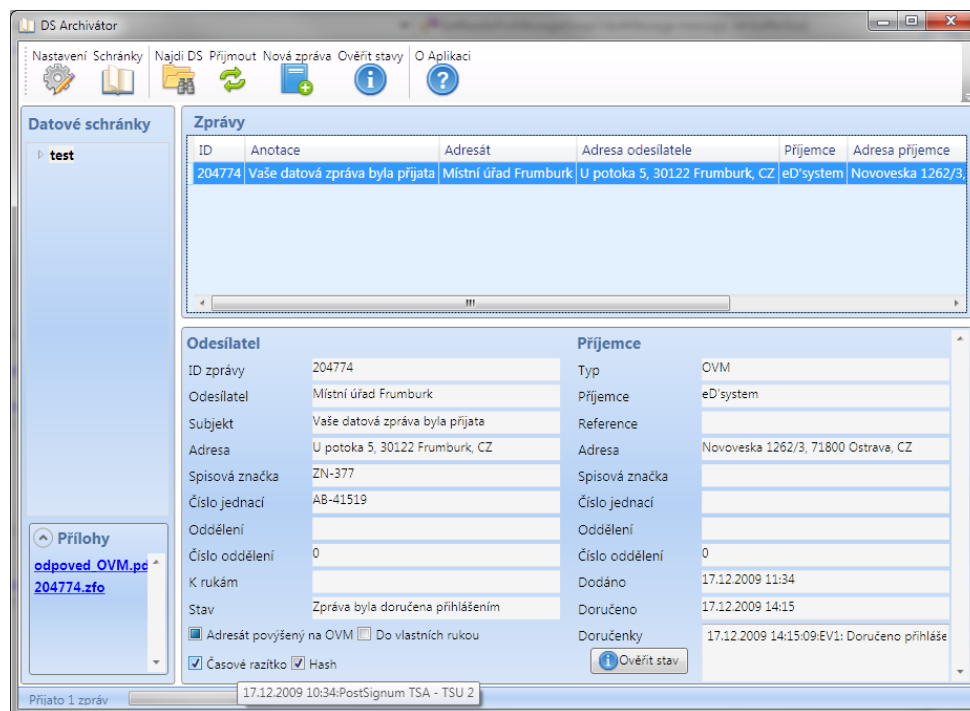 DS Archivátor
Nastavení Schránky Najdi DS Přijmout Nová zpráva Ověřit stavy O Aplikaci
Datové schránky
test
Zprávy
ID Anotace Adresát Adresa odesílatele Příjemce Adresa příjemce
204774 Vaše datová zpráva byla přijata Místní úřad Frumburk U potoka 5, 30122 Frumburk, CZ eD'system Novoveska 1262/3,
Přílohy
odpoved_OVM.pd
204774.zfo
Odesílatel
ID zprávy 204774
Odesílatel Místní úřad Frumburk
Subjekt Vaše datová zpráva byla přijata
Adresa U potoka 5, 30122 Frumburk, CZ
Spisová značka ZN-377
Číslo jednací AB-41519
Oddělení
Číslo oddělení 0
K rukám
Stav Zpráva byla doručena přihlášením
Adresát povýšený na OVM Do vlastních rukou
Časové razítko Hash
Příjemce
Typ OVM
Příjemce eD'system
Reference
Adresa Novoveska 1262/3, 71800 Ostrava, CZ
Spisová značka
Číslo jednací
Oddělení
Číslo oddělení 0
Dodáno 17.12.2009 11:34
Doručeno 17.12.2009 14:15
Doručenky 17.12.2009 14:15:09:EV1: Doručeno přihláše
Ověřit stav
17.12.2009 10:34:PostSignum TSA - TSU 2
Přijato 1 zpráv